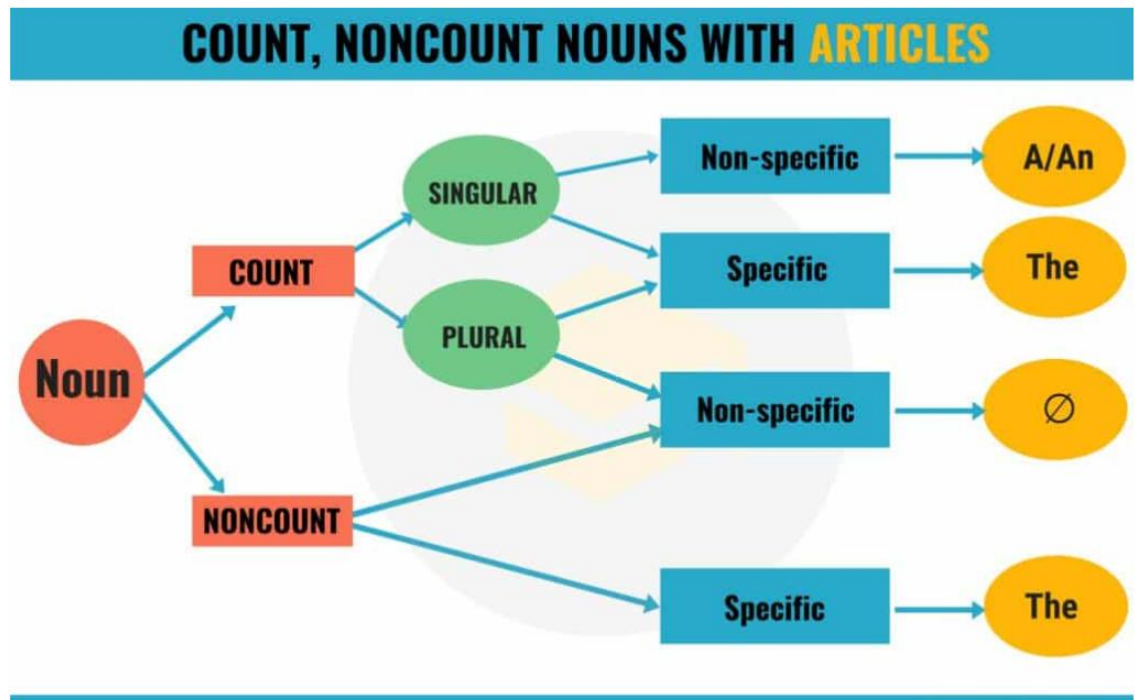 COUNT, NONCOUNT NOUNS WITH ARTICLES
Non-specific
A/An
SINGULAR
Specific
The
COUNT
PLURAL
Noun
Non-specific
∅
NONCOUNT
Specific
The